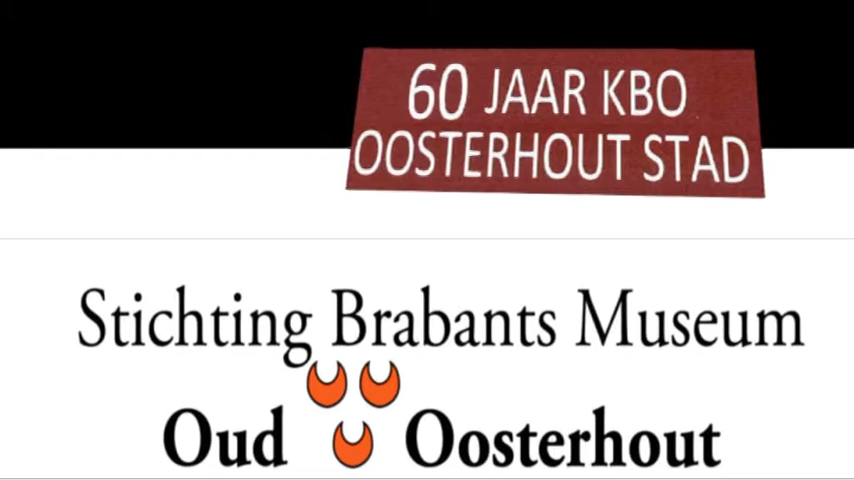 60 JAAR KBO
OOSTERHOUT STAD
Stichting Brabants Museum
Oud Oosterhout